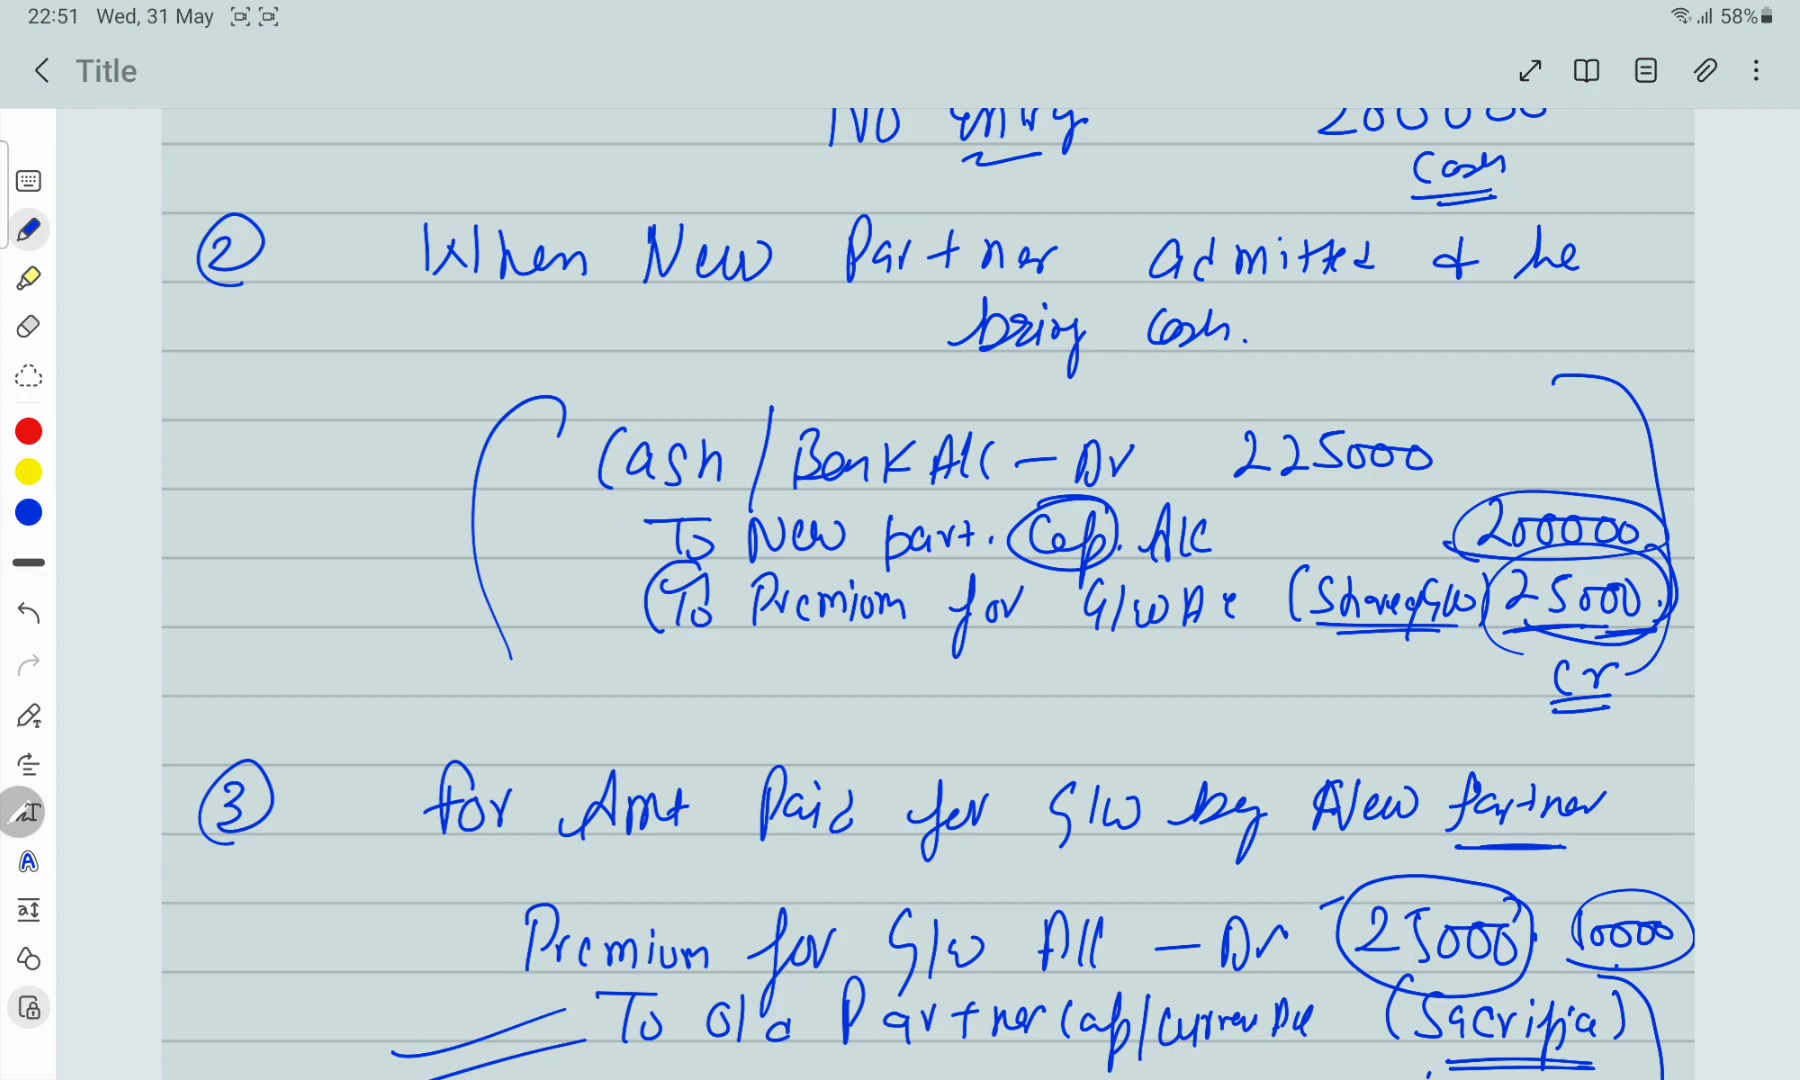 22:51 Wed, 31 May 58%
Title
No entry 200000
Cash
2 When New Partner admitted & he
bring Cash.
Cash / Bank A/c - Dr 225000
To New part. Cap. A/c 200000
(To Premium for G/w A/c (Share of G/w) 25000.
Cr
3 for Amt Paid for G/w by New Partner
Premium for G/w A/c - Dr 25000 10000
To old Partner Cap/Curren A/c (Sacrifi